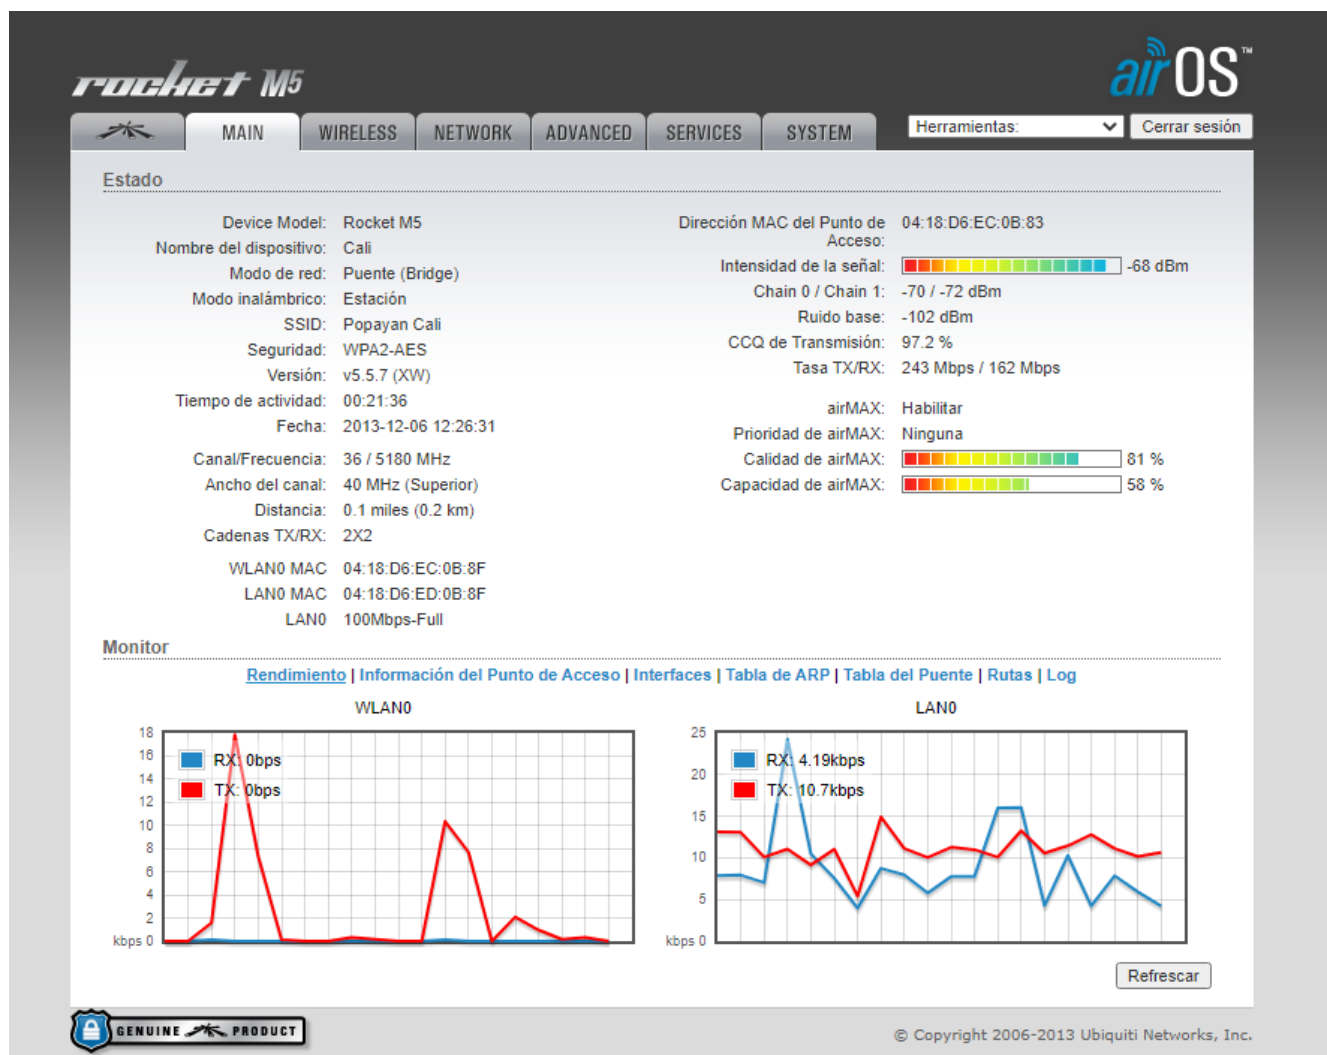 rocket M5
airOS™
MAIN WIRELESS NETWORK ADVANCED SERVICES SYSTEM Herramientas: Cerrar sesión
Estado
Device Model: Rocket M5
Nombre del dispositivo: Cali
Modo de red: Puente (Bridge)
Modo inalámbrico: Estación
SSID: Popayan Cali
Seguridad: WPA2-AES
Versión: v5.5.7 (XW)
Tiempo de actividad: 00:21:36
Fecha: 2013-12-06 12:26:31
Canal/Frecuencia: 36 / 5180 MHz
Ancho del canal: 40 MHz (Superior)
Distancia: 0.1 miles (0.2 km)
Cadenas TX/RX: 2X2
WLAN0 MAC 04:18:D6:EC:0B:8F
LAN0 MAC 04:18:D6:ED:0B:8F
LAN0 100Mbps-Full
Dirección MAC del Punto de 04:18:D6:EC:0B:83
Acceso:
Intensidad de la señal: -68 dBm
Chain 0 / Chain 1: -70 / -72 dBm
Ruido base: -102 dBm
CCQ de Transmisión: 97.2 %
Tasa TX/RX: 243 Mbps / 162 Mbps
airMAX: Habilitar
Prioridad de airMAX: Ninguna
Calidad de airMAX: 81 %
Capacidad de airMAX: 58 %
Monitor
Rendimiento | Información del Punto de Acceso | Interfaces | Tabla de ARP | Tabla del Puente | Rutas | Log
WLAN0
18
16
14
12
10
8
6
4
2
kbps 0
RX: 0bps
TX: 0bps
LAN0
25
20
15
10
5
kbps 0
RX: 4.19kbps
TX: 10.7kbps
Refrescar
GENUINE PRODUCT
© Copyright 2006-2013 Ubiquiti Networks, Inc.